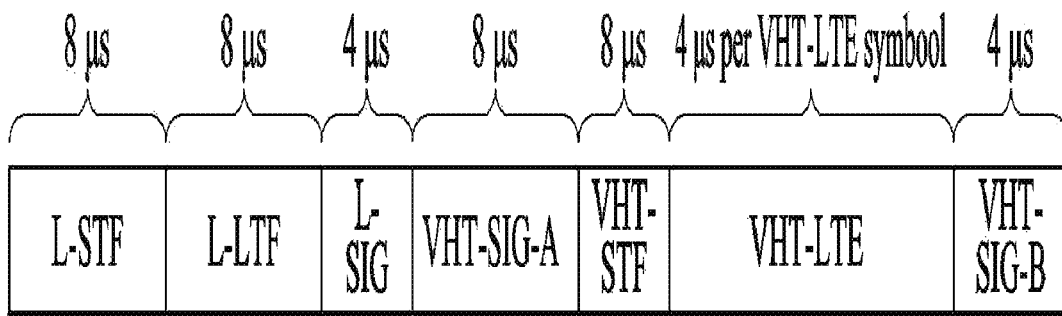 8 μs 8 μs 4 μs 8 μs 8 μs 4 μs per VHT-LTE symbool 4 μs
L-STF L-LTF L-SIG VHT-SIG-A VHT-STF VHT-LTE VHT-SIG-B